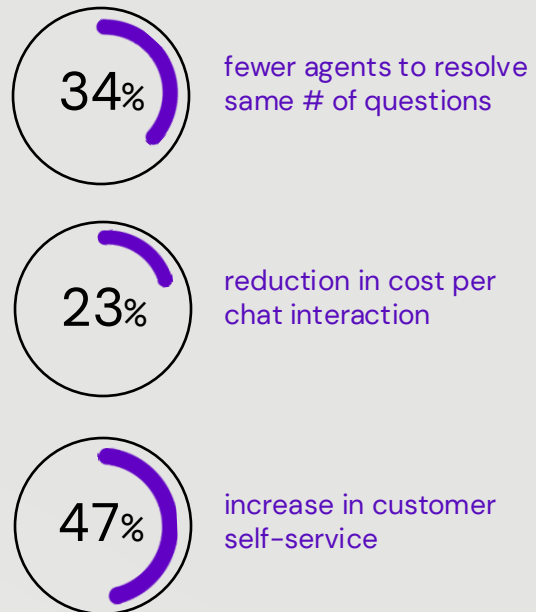 34%
fewer agents to resolve
same # of questions
23%
reduction in cost per
chat interaction
47%
increase in customer
self-service